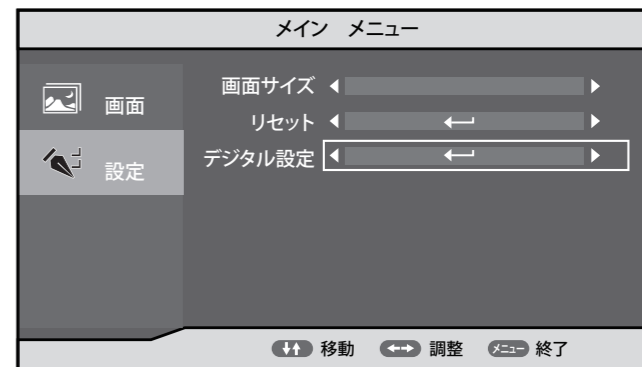 メイン メニュー
画面
設定
画面サイズ
リセット
デジタル設定
移動 調整 メニュー 終了